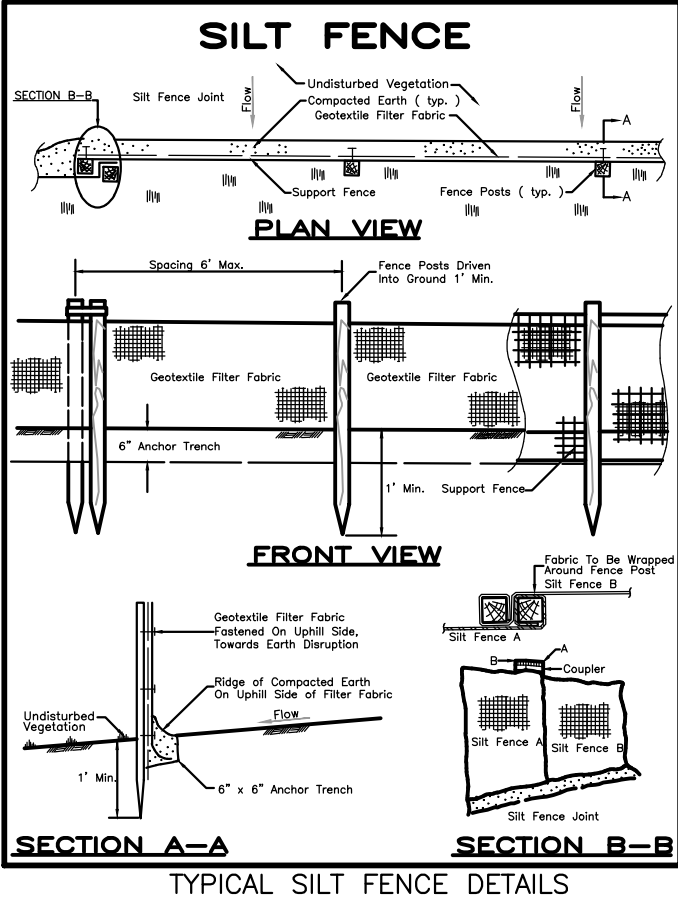 SILT FENCE
SECTION B-B
Silt Fence Joint
Flow
Undisturbed Vegetation
Compacted Earth ( typ. )
Geotextile Filter Fabric
Flow
A
Support Fence
Fence Posts ( typ. )
A
PLAN VIEW
Spacing 6' Max.
Fence Posts Driven
Into Ground 1' Min.
Geotextile Filter Fabric
Geotextile Filter Fabric
6" Anchor Trench
1' Min.
Support Fence
FRONT VIEW
Fabric To Be Wrapped
Around Fence Post
Silt Fence B
Silt Fence A
Geotextile Filter Fabric
Fastened On Uphill Side,
Towards Earth Disruption
Ridge of Compacted Earth
On Uphill Side of Filter Fabric
Flow
Undisturbed
Vegetation
1' Min.
6" x 6" Anchor Trench
SECTION A-A
B
A
Coupler
Silt Fence A
Silt Fence B
Silt Fence Joint
SECTION B-B
TYPICAL SILT FENCE DETAILS